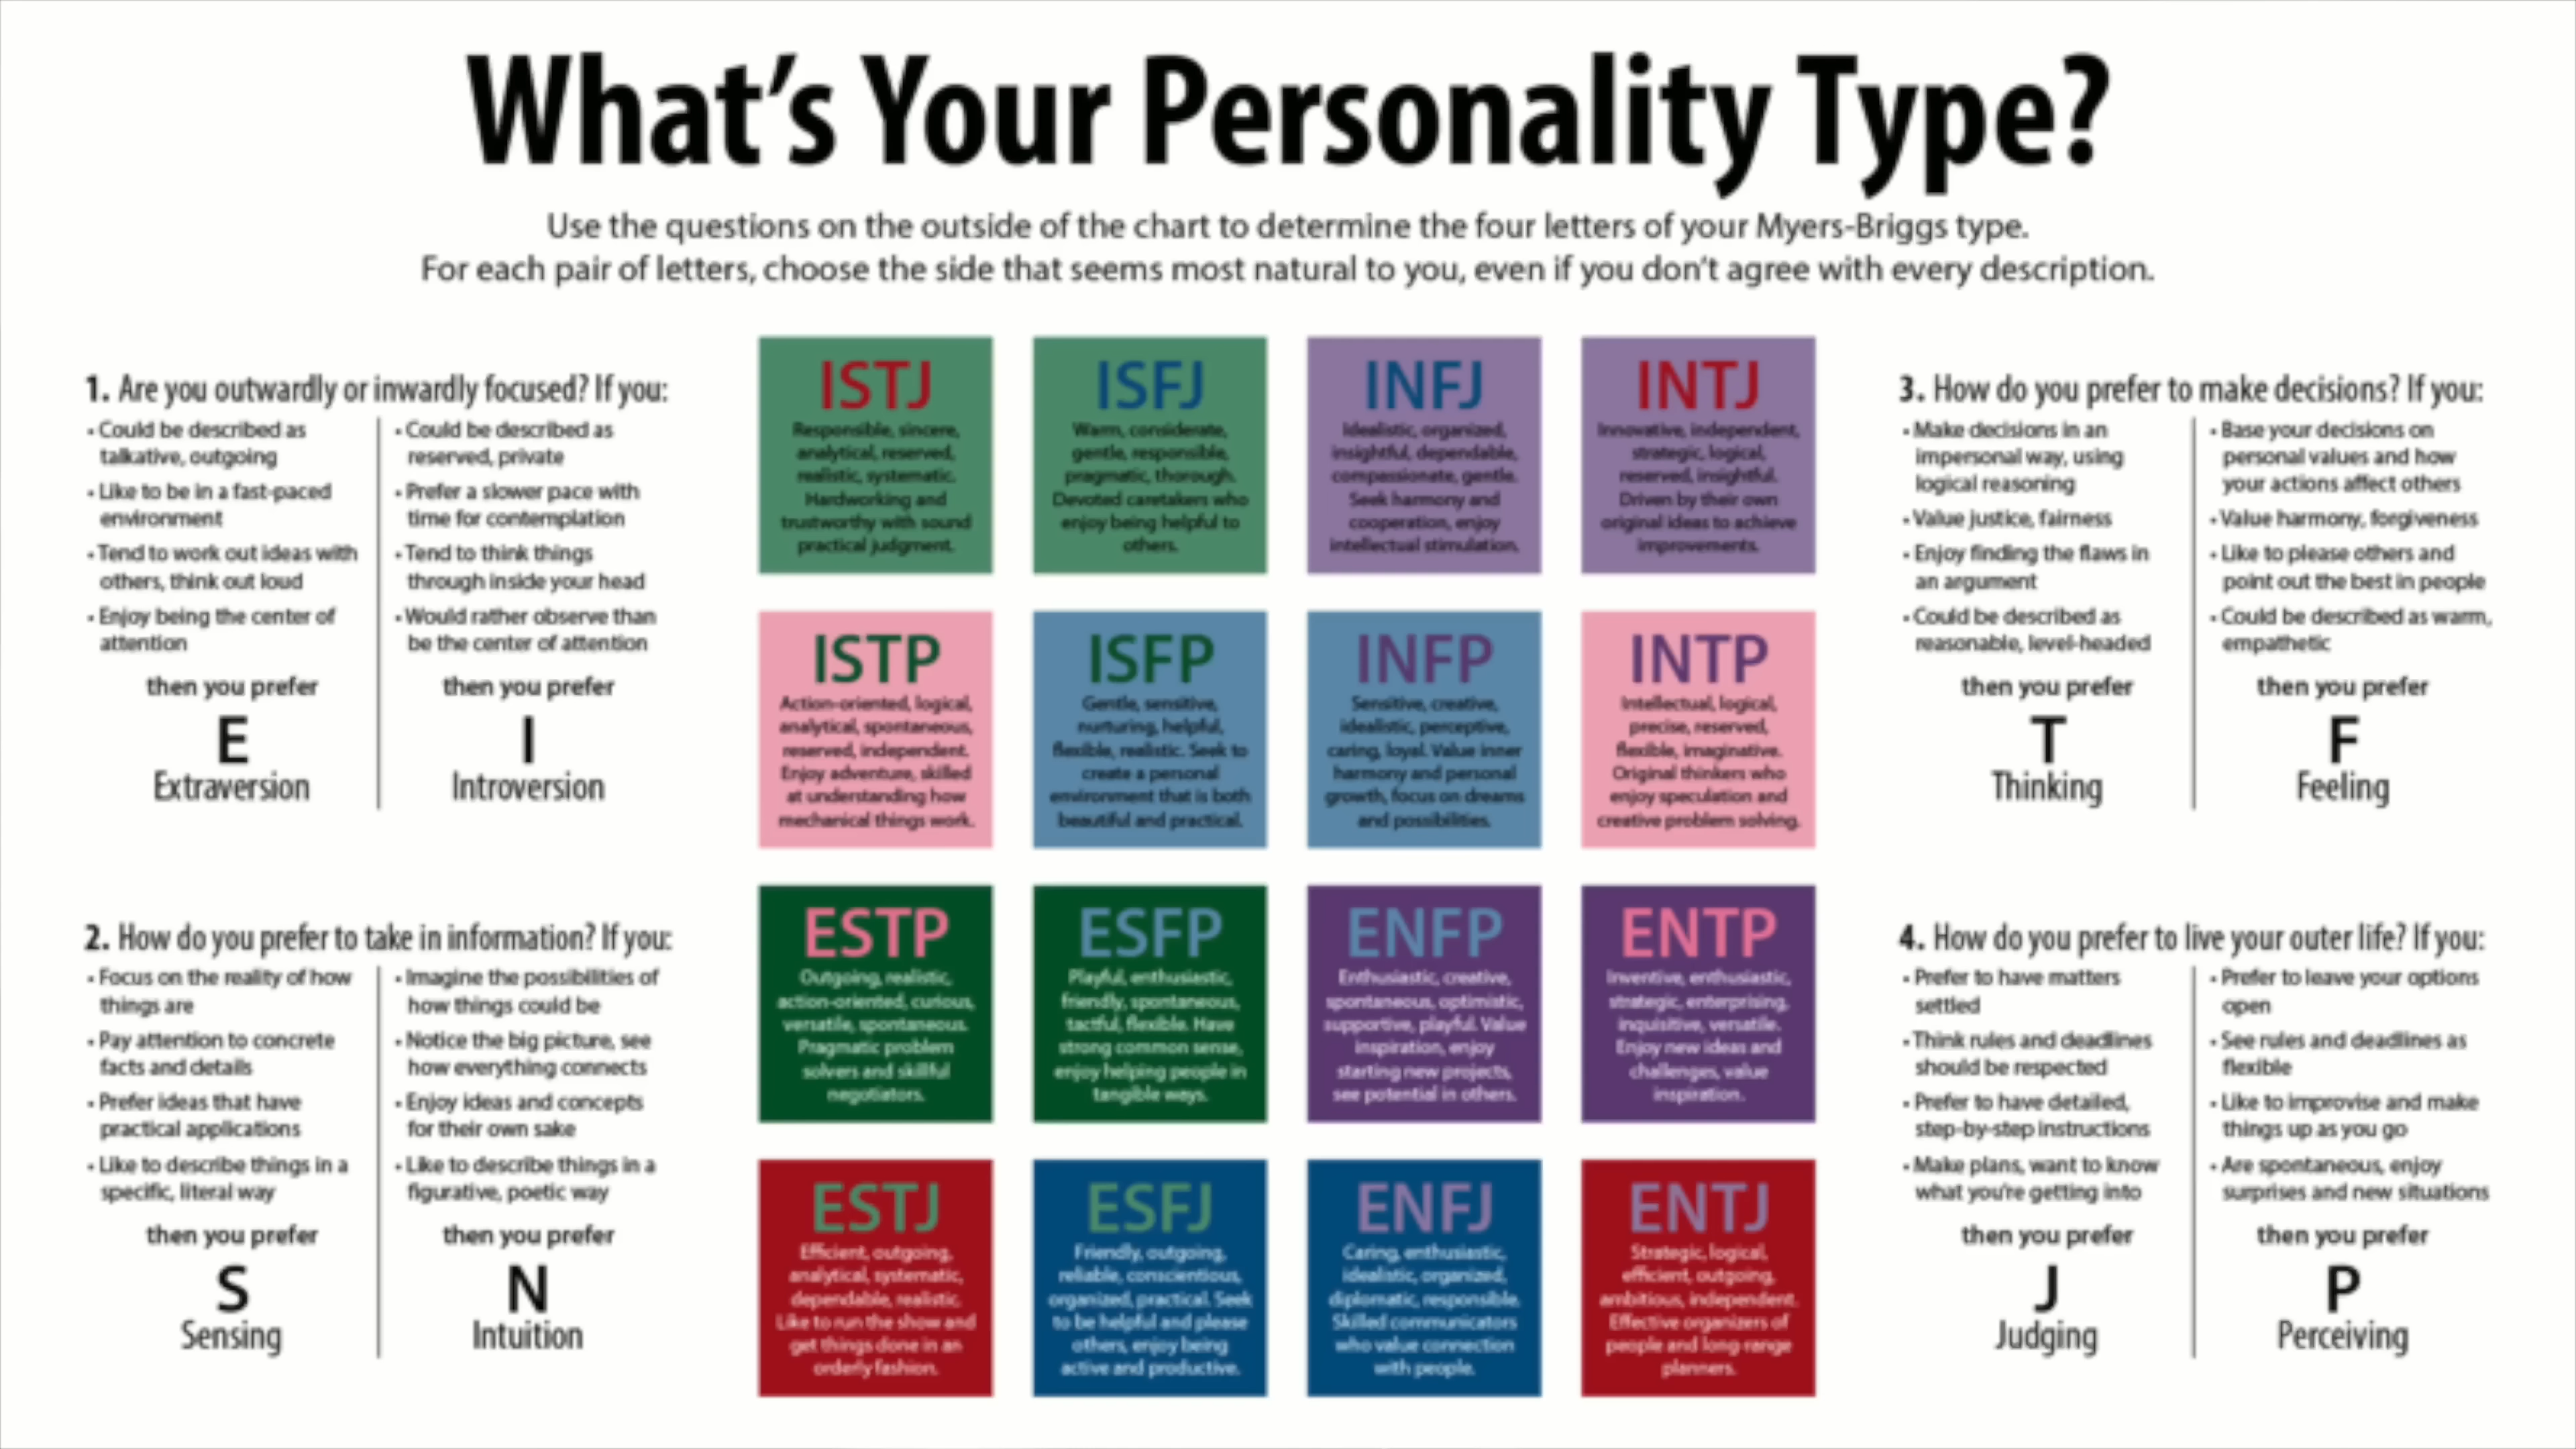 What's Your Personality Type?
Use the questions on the outside of the chart to determine the four letters of your Myers-Briggs type.
For each pair of letters, choose the side that seems most natural to you, even if you don't agree with every description.
1. Are you outwardly or inwardly focused? If you:
• Could be described as
talkative, outgoing
• Like to be in a fast-paced
environment
• Tend to work out ideas with
others, think out loud
• Enjoy being the center of
attention
then you prefer
E
Extraversion
• Could be described as
reserved, private
• Prefer a slower pace with
time for contemplation
• Tend to think things
through inside your head
• Would rather observe than
be the center of attention
then you prefer
I
Introversion
2. How do you prefer to take in information? If you:
• Focus on the reality of how
things are
• Pay attention to concrete
facts and details
• Prefer ideas that have
practical applications
• Like to describe things in a
specific, literal way
then you prefer
S
Sensing
• Imagine the possibilities of
how things could be
• Notice the big picture, see
how everything connects
• Enjoy ideas and concepts
for their own sake
• Like to describe things in a
figurative, poetic way
then you prefer
N
Intuition
ISTJ
Responsible, sincere,
analytical, reserved,
realistic, systematic.
Hardworking and
trustworthy with sound
practical judgment.
ISFJ
Warm, considerate,
gentle, responsible,
pragmatic, thorough.
Devoted caretakers who
enjoy being helpful to
others.
INFJ
Idealistic, organized,
insightful, dependable,
compassionate, gentle.
Seek harmony and
cooperation, enjoy
intellectual stimulation.
INTJ
Innovative, independent,
strategic, logical,
reserved, insightful.
Driven by their own
original ideas to achieve
improvements.
ISTP
Action-oriented, logical,
analytical, spontaneous,
reserved, independent.
Enjoy adventure, skilled
at understanding how
mechanical things work.
ISFP
Gentle, sensitive,
nurturing, helpful,
flexible, realistic. Seek to
create a personal
environment that is both
beautiful and practical.
INFP
Sensitive, creative,
idealistic, perceptive,
caring, loyal. Value inner
harmony and personal
growth, focus on dreams
and possibilities.
INTP
Intellectual, logical,
precise, reserved,
flexible, imaginative.
Original thinkers who
enjoy speculation and
creative problem solving.
ESTP
Outgoing, realistic,
action-oriented, curious,
versatile, spontaneous.
Pragmatic problem
solvers and skillful
negotiators.
ESFP
Playful, enthusiastic,
friendly, spontaneous,
tactful, flexible. Have
strong common sense,
enjoy helping people in
tangible ways.
ENFP
Enthusiastic, creative,
spontaneous, optimistic,
supportive, playful. Value
inspiration, enjoy
starting new projects,
see potential in others.
ENTP
Inventive, enthusiastic,
strategic, enterprising,
inquisitive, versatile.
Enjoy new ideas and
challenges, value
inspiration.
ESTJ
Efficient, outgoing,
analytical, systematic,
dependable, realistic.
Like to run the show and
get things done in an
orderly fashion.
ESFJ
Friendly, outgoing,
reliable, conscientious,
organized, practical. Seek
to be helpful and please
others, enjoy being
active and productive.
ENFJ
Caring, enthusiastic,
idealistic, organized,
diplomatic, responsible.
Skilled communicators
who value connection
with people.
ENTJ
Strategic, logical,
efficient, outgoing,
ambitious, independent.
Effective organizers of
people and long-range
planners.
3. How do you prefer to make decisions? If you:
• Make decisions in an
impersonal way, using
logical reasoning
• Value justice, fairness
• Enjoy finding the flaws in
an argument
• Could be described as
reasonable, level-headed
then you prefer
T
Thinking
• Base your decisions on
personal values and how
your actions affect others
• Value harmony, forgiveness
• Like to please others and
point out the best in people
• Could be described as warm,
empathetic
then you prefer
F
Feeling
4. How do you prefer to live your outer life? If you:
• Prefer to have matters
settled
• Think rules and deadlines
should be respected
• Prefer to have detailed,
step-by-step instructions
• Make plans, want to know
what you're getting into
then you prefer
J
Judging
• Prefer to leave your options
open
• See rules and deadlines as
flexible
• Like to improvise and make
things up as you go
• Are spontaneous, enjoy
surprises and new situations
then you prefer
P
Perceiving